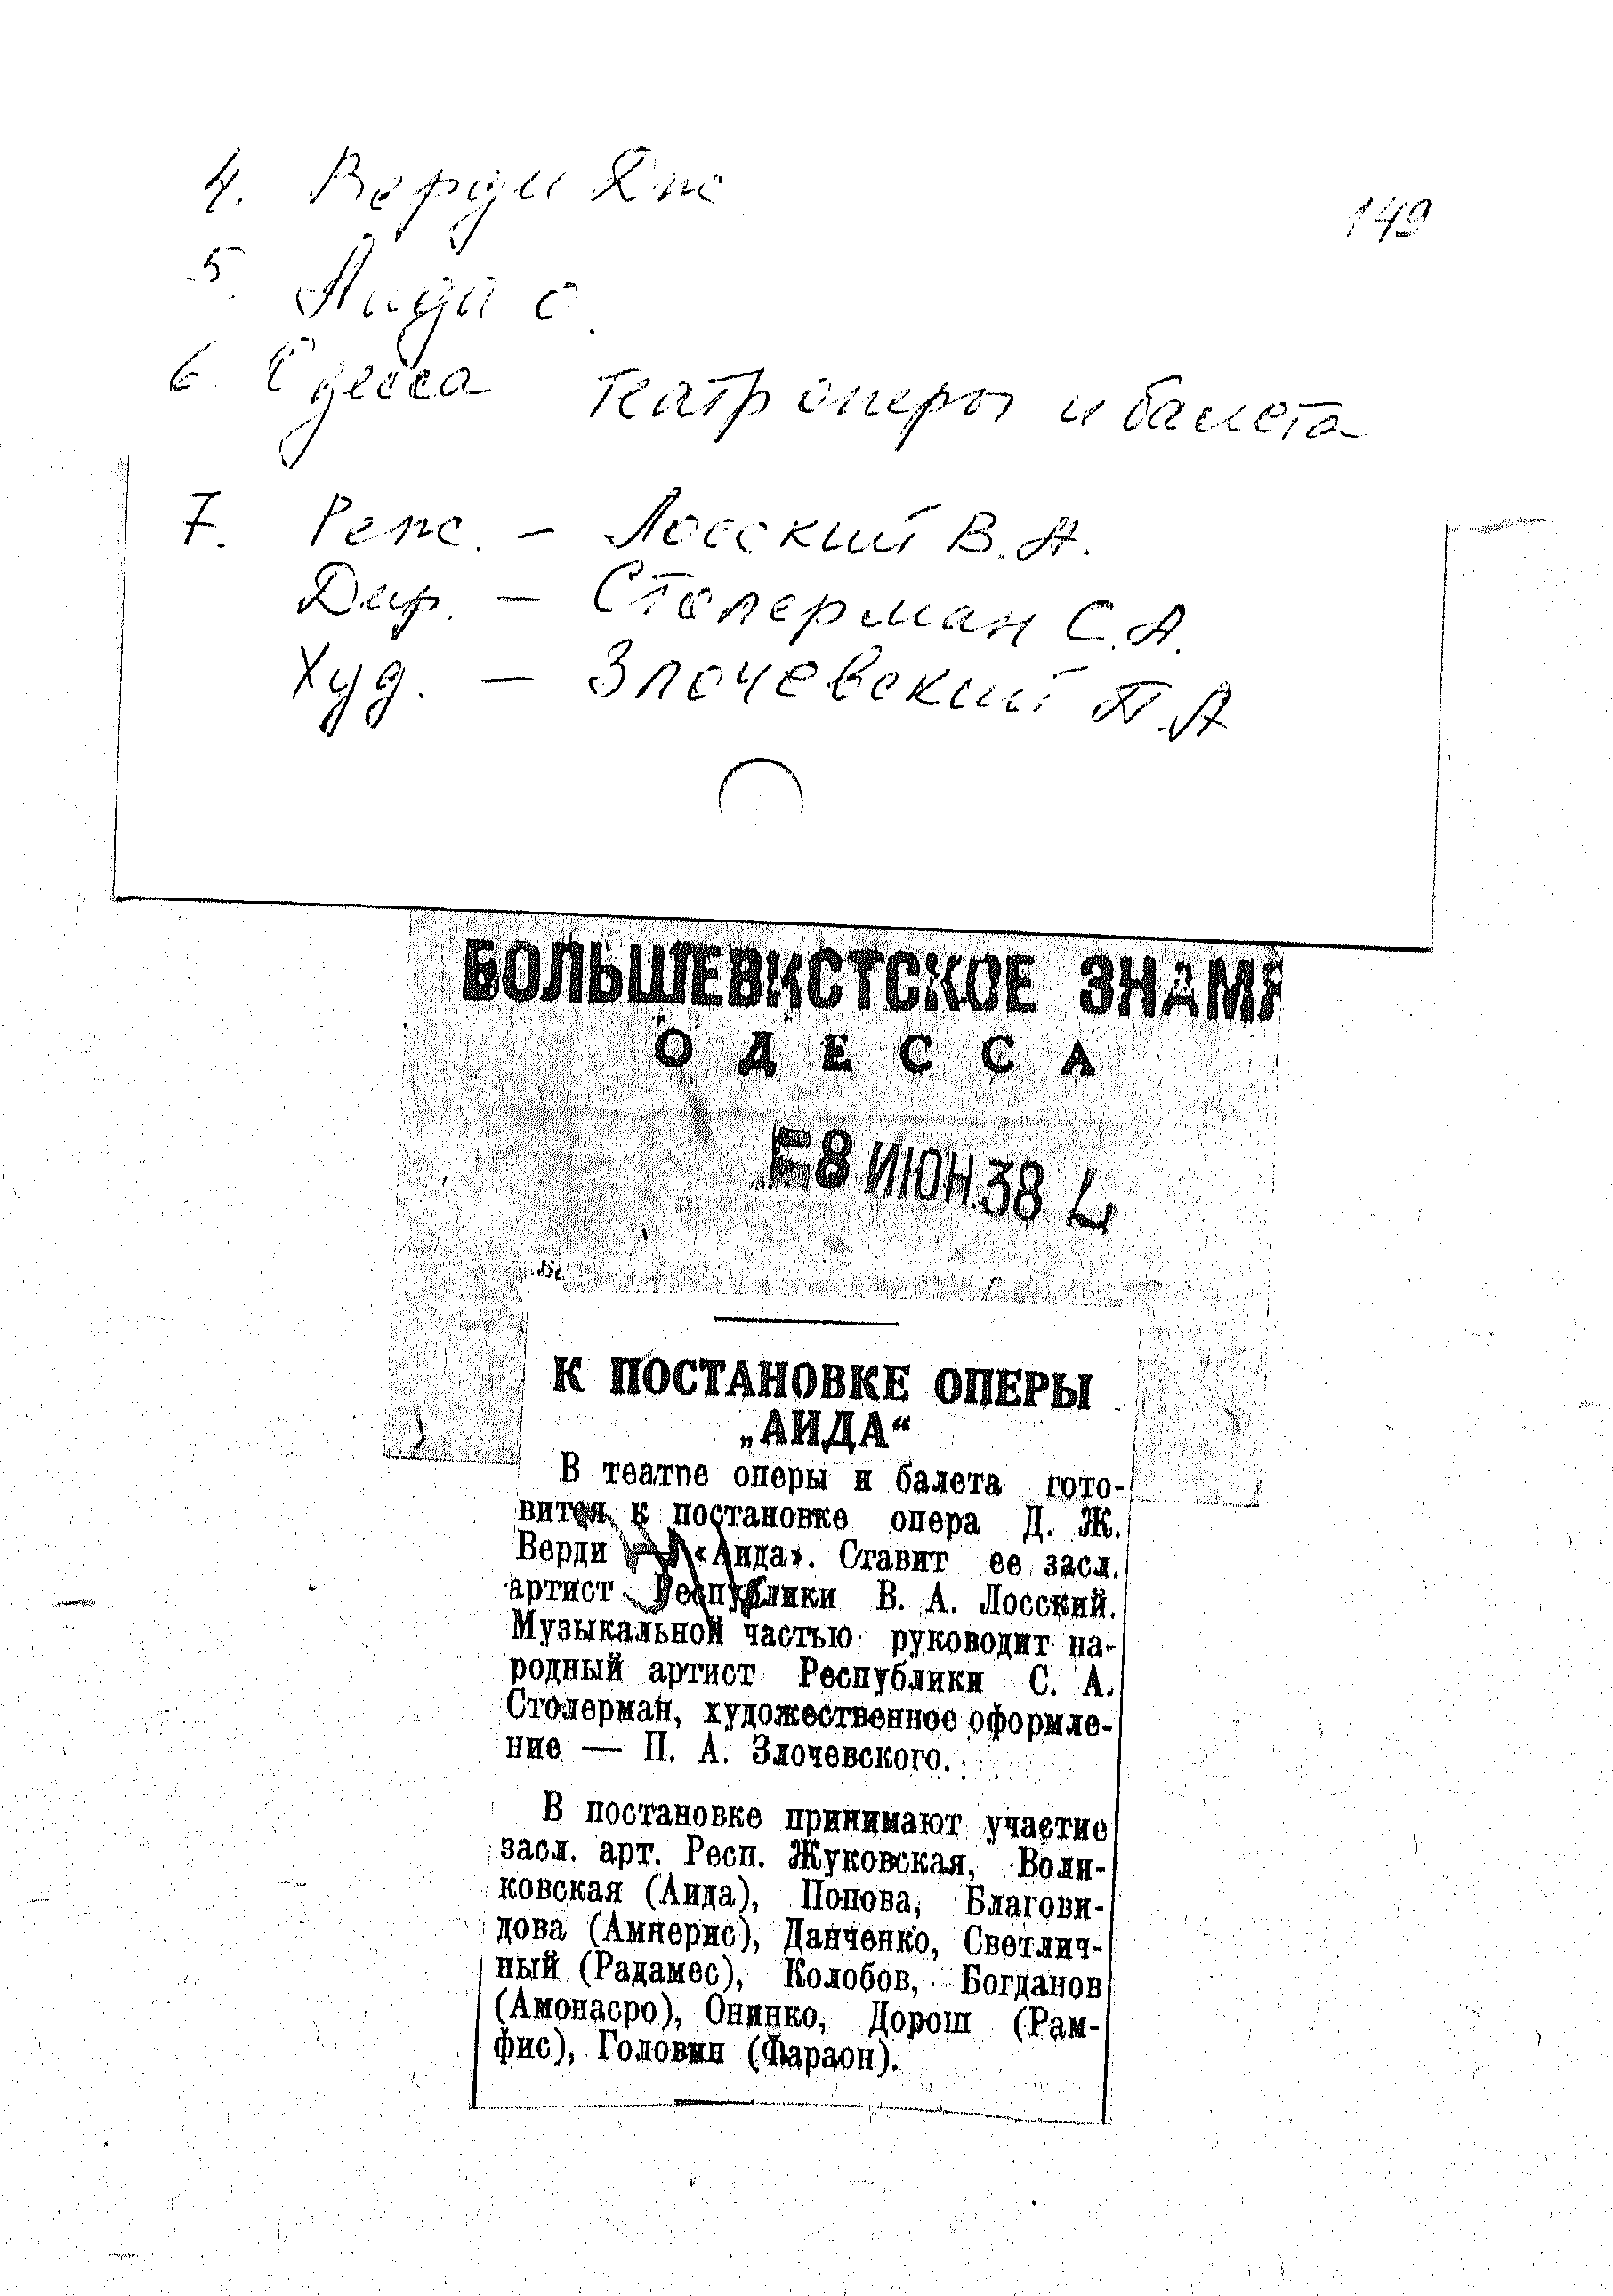 149
4. Верди Дж
5. Аида о.
6. Одесса театр оперы и балета
7. Реж. – Лосский В.А.
Дир. – Столерман С.А.
Худ. – Злочевский П.А
БОЛЬШЕВИСТСКОЕ ЗНАМЯ
ОДЕССА
8 ИЮН.38
К ПОСТАНОВКЕ ОПЕРЫ
„АИДА“
В театре оперы и балета гото-
вится к постановке опера Д. Ж.
Верди «Аида». Ставит ее засл.
артист Республики В. А. Лосский.
Музыкальной частью руководит на-
родный артист Республики С. А.
Столерман, художественное оформле-
ние — П. А. Злочевского.
В постановке принимают участие
засл. арт. Респ. Жуковская, Воли-
ковская (Аида), Попова, Благови-
дова (Амнерис), Данченко, Светлич-
ный (Радамес), Колобов, Богданов
(Амонасро), Онинко, Дорош (Рам-
фис), Головин (Фараон).